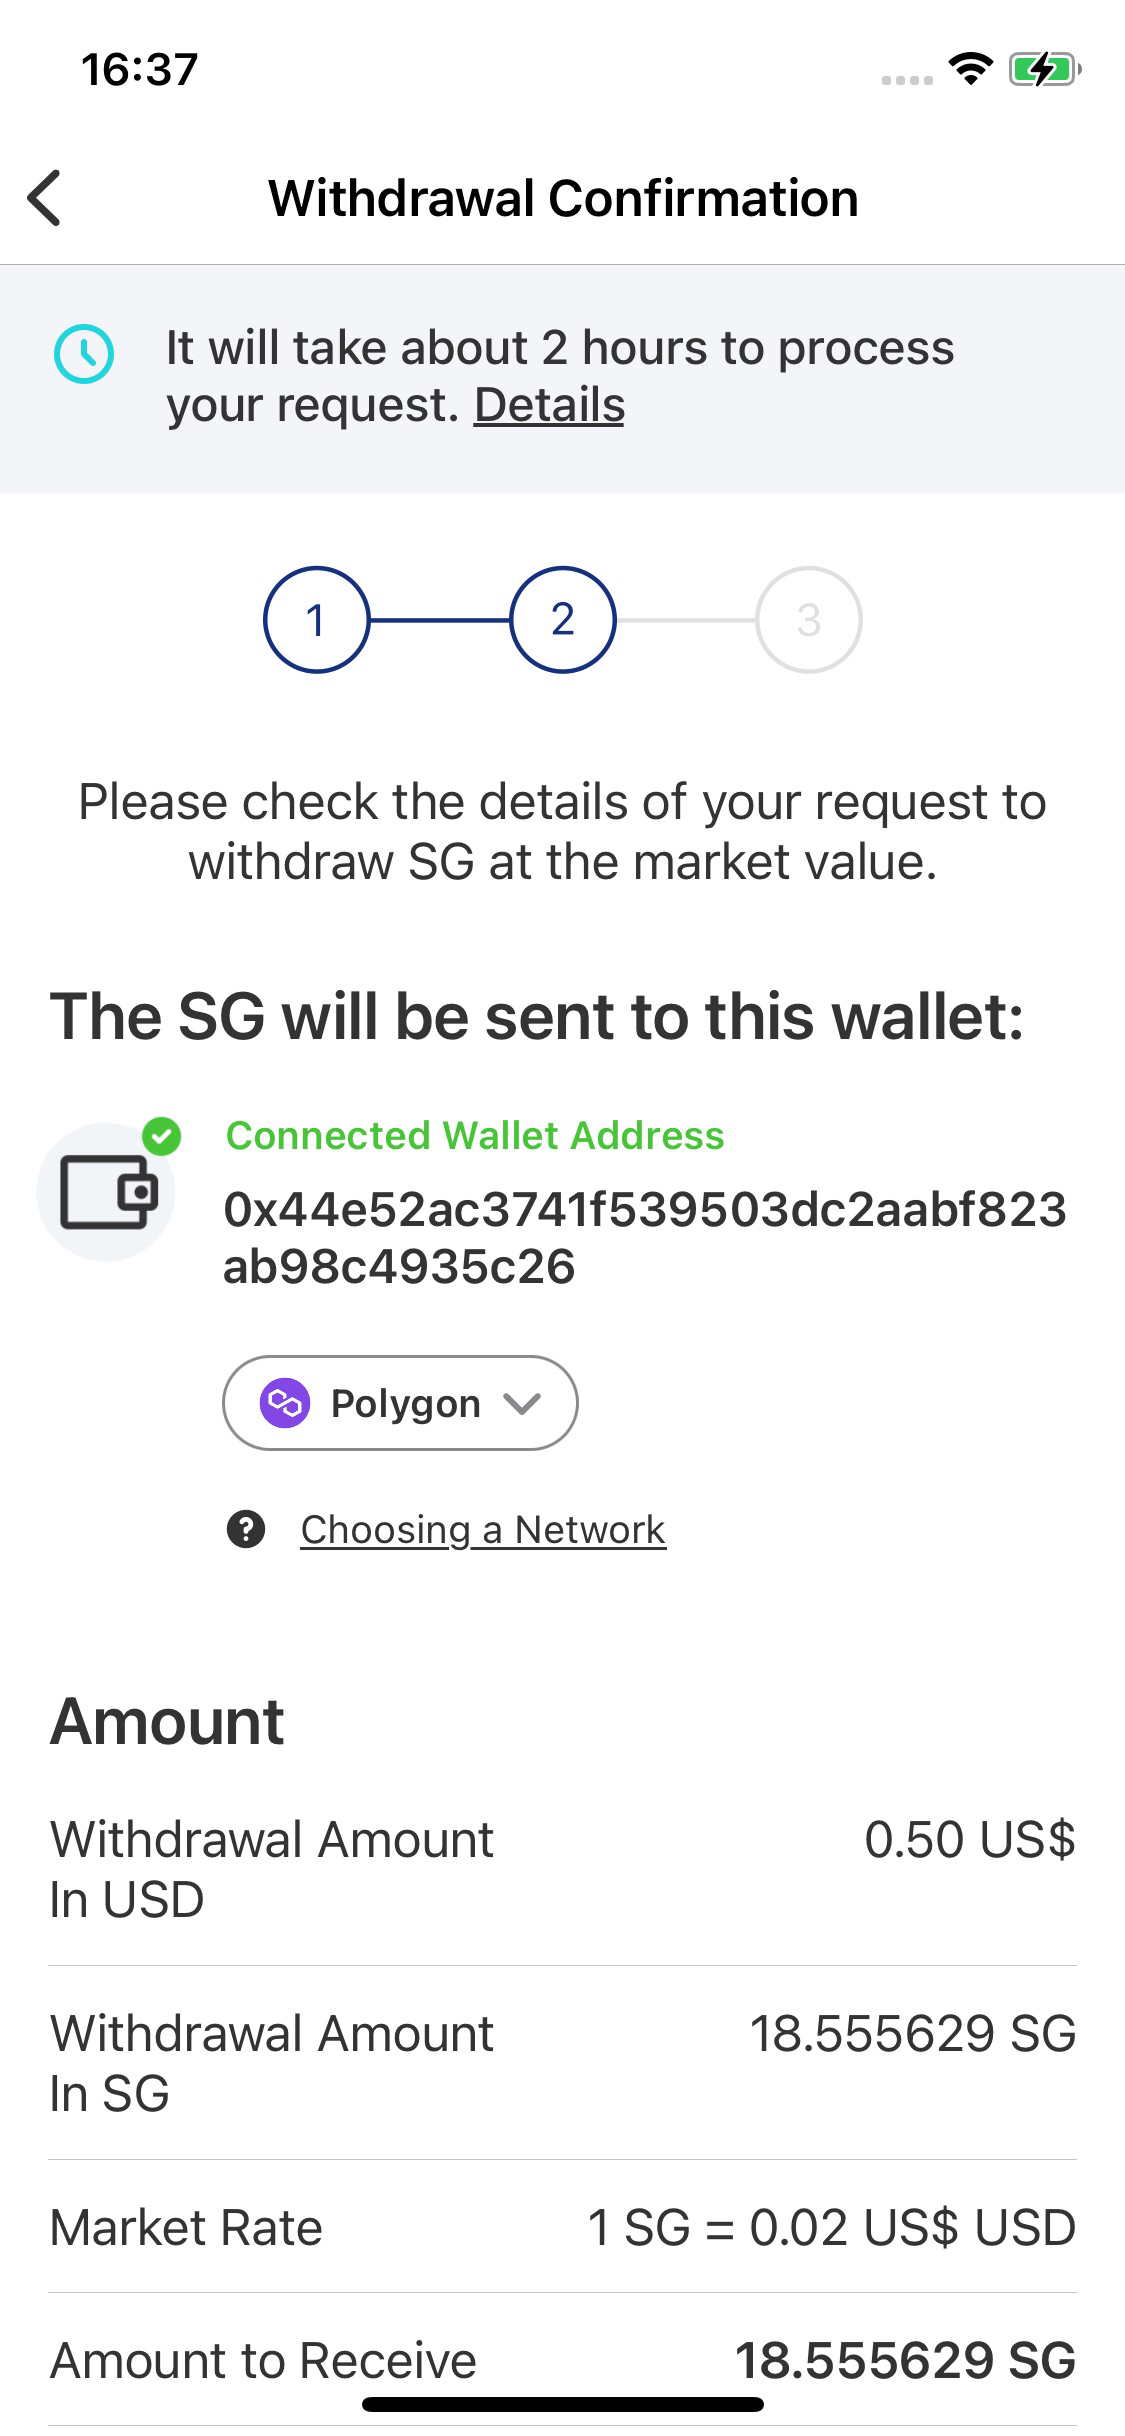 16:37
Withdrawal Confirmation
It will take about 2 hours to process
your request. Details
1
2
3
Please check the details of your request to
withdraw SG at the market value.
The SG will be sent to this wallet:
Connected Wallet Address
0x44e52ac3741f539503dc2aabf823
ab98c4935c26
Polygon
? Choosing a Network
Amount
Withdrawal Amount 0.50 US$
In USD
Withdrawal Amount 18.555629 SG
In SG
Market Rate 1 SG = 0.02 US$ USD
Amount to Receive 18.555629 SG